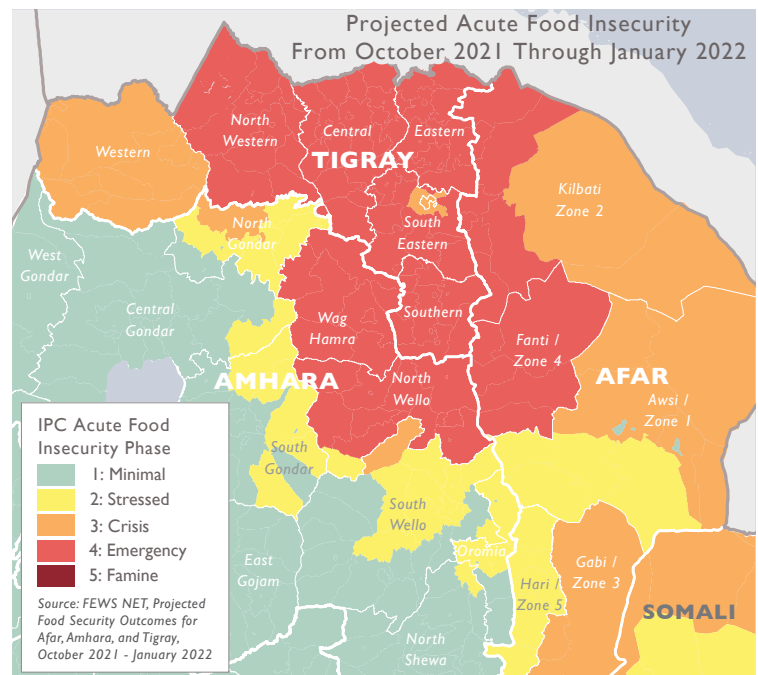 Projected Acute Food Insecurity
From October 2021 Through January 2022
North
Western
Central
Eastern
Western
TIGRAY
Kilbati
Zone 2
North
Gondar
South
Eastern
West
Gondar
Central
Gondar
Wag
Hamra
Southern
Fanti /
Zone 4
AMHARA
North
Wello
AFAR
Awsi /
Zone 1
IPC Acute Food
Insecurity Phase
1: Minimal
2: Stressed
3: Crisis
4: Emergency
5: Famine
Source: FEWS NET, Projected
Food Security Outcomes for
Afar, Amhara, and Tigray,
October 2021 - January 2022
South
Gondar
South
Wello
Oromia
East
Gojam
Hari /
Zone 5
Gabi /
Zone 3
SOMALI
North
Shewa